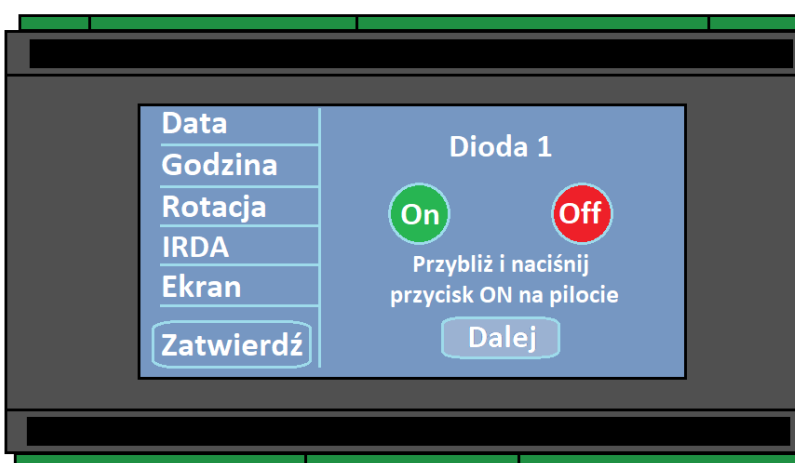 Data
Godzina
Rotacja
IRDA
Ekran
Zatwierdź
Dioda 1
On
Off
Przybliż i naciśnij
przycisk ON na pilocie
Dalej